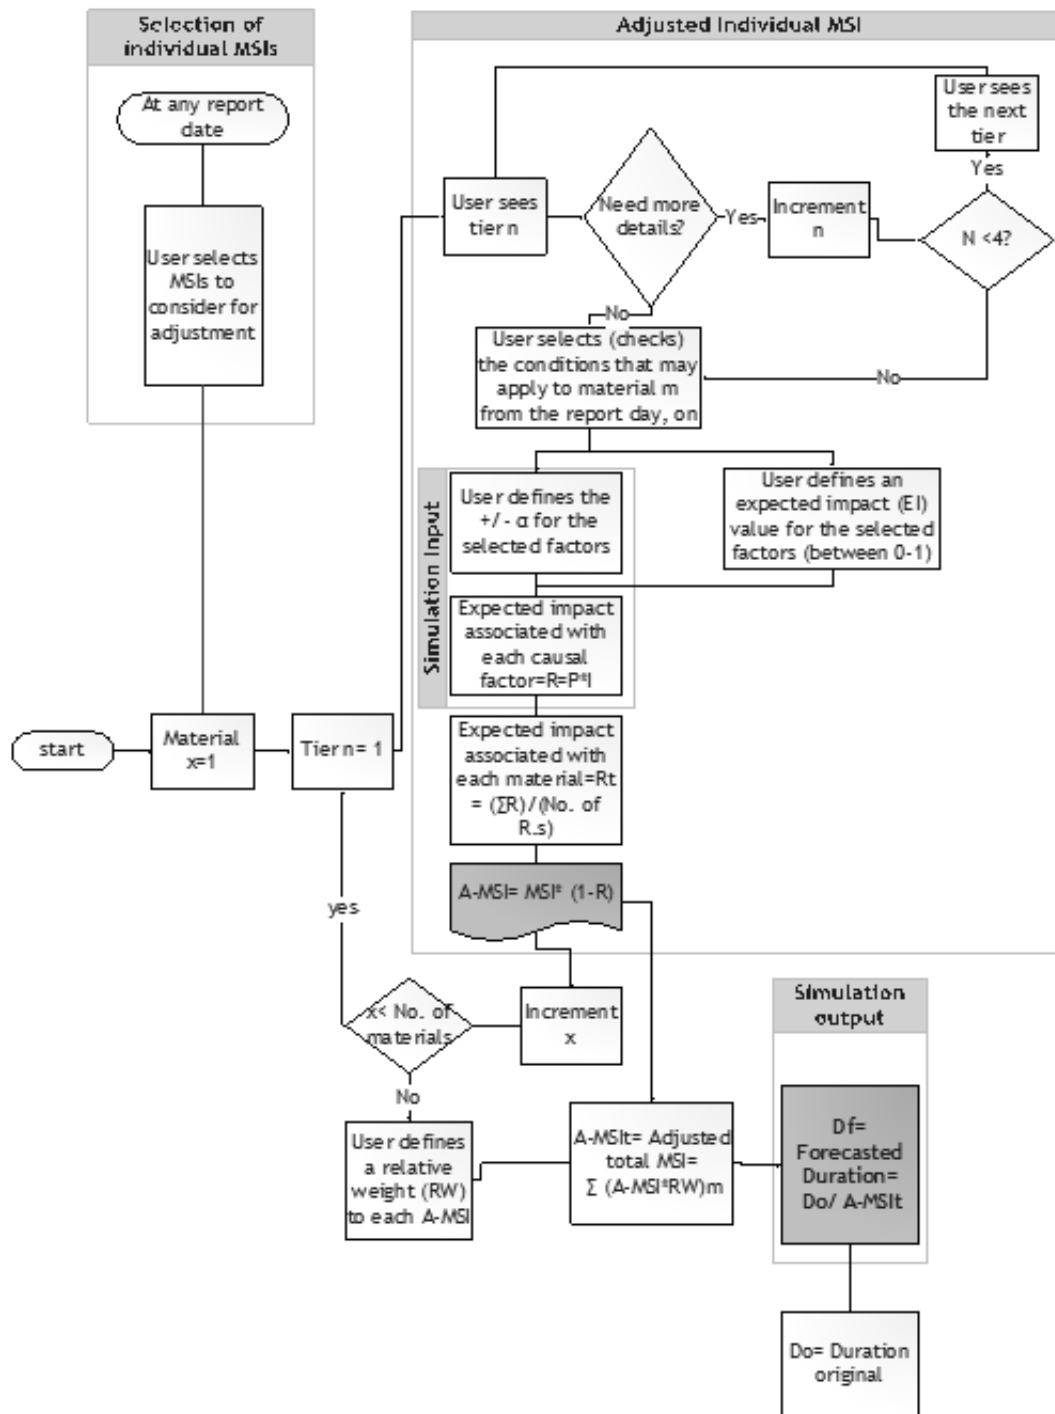 Selection of
individual MSIs
At any report
date
User selects
MSIs to
consider for
adjustment
Adjusted Individual MSI
User sees
the next
tier
Yes
User sees
tier n
Need more
details?
Yes
Increment
n
N <4?
No
No
User selects (checks)
the conditions that may
apply to material m
from the report day, on
Simulation Input
User defines the
+/- α for the
selected factors
User defines an
expected impact (EI)
value for the selected
factors (between 0-1)
Expected impact
associated with
each causal
factor=R=P*I
start
Material
x=1
Tier n= 1
Expected impact
associated with
each material=Rt
= (∑R)/(No. of
R.s)
A-MSI= MSI* (1-R)
yes
x< No. of
materials
Increment
x
No
User defines
a relative
weight (RW)
to each A-MSI
A-MSIt= Adjusted
total MSI=
∑ (A-MSI*RW)m
Simulation
output
Df=
Forecasted
Duration=
Do/ A-MSIt
Do= Duration
original